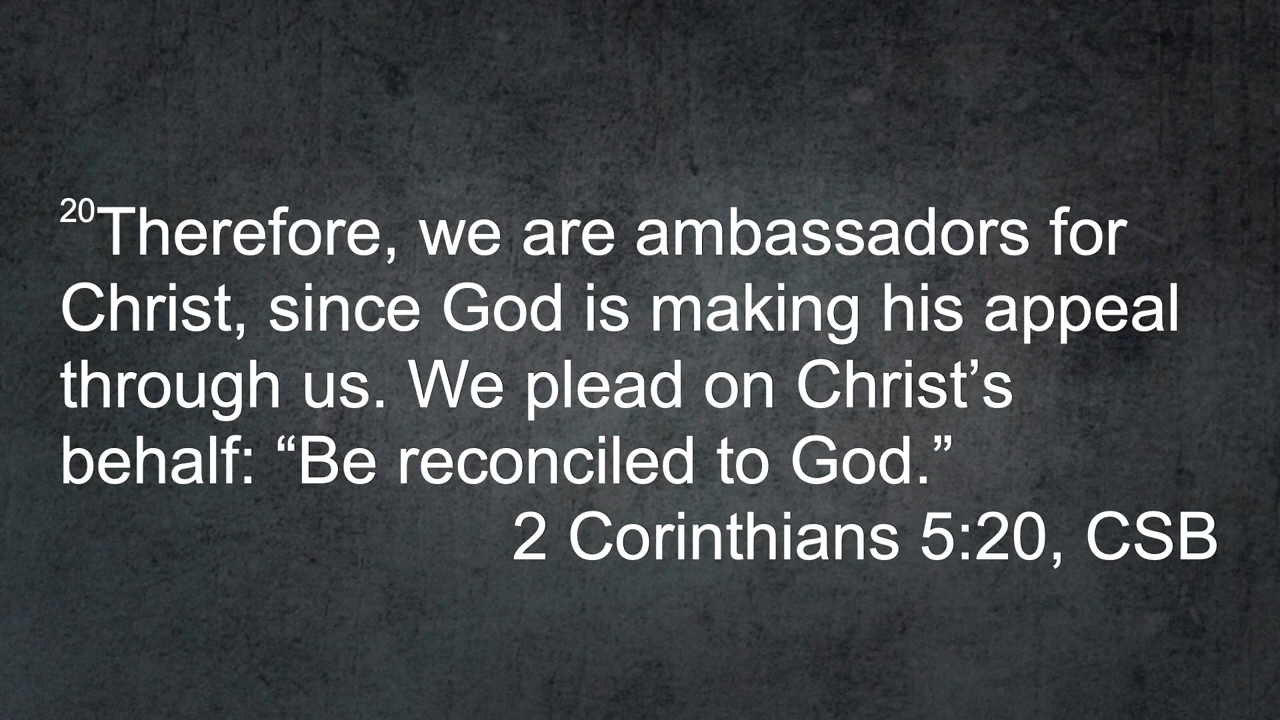 20Therefore, we are ambassadors for
Christ, since God is making his appeal
through us. We plead on Christ’s
behalf: “Be reconciled to God.”
2 Corinthians 5:20, CSB